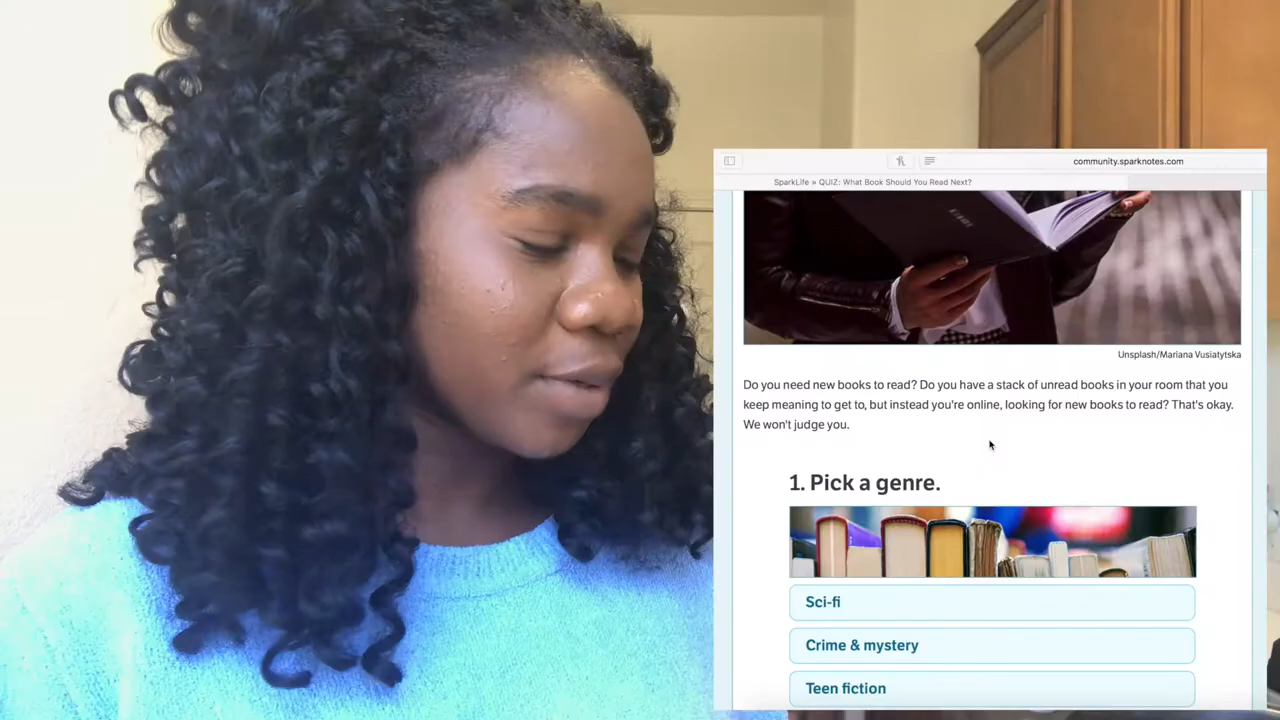 community.sparknotes.com
SparkLife » QUIZ: What Book Should You Read Next?
Unsplash/Mariana Vusiatytska
Do you need new books to read? Do you have a stack of unread books in your room that you
keep meaning to get to, but instead you're online, looking for new books to read? That's okay.
We won't judge you.
1. Pick a genre.
Sci-fi
Crime & mystery
Teen fiction